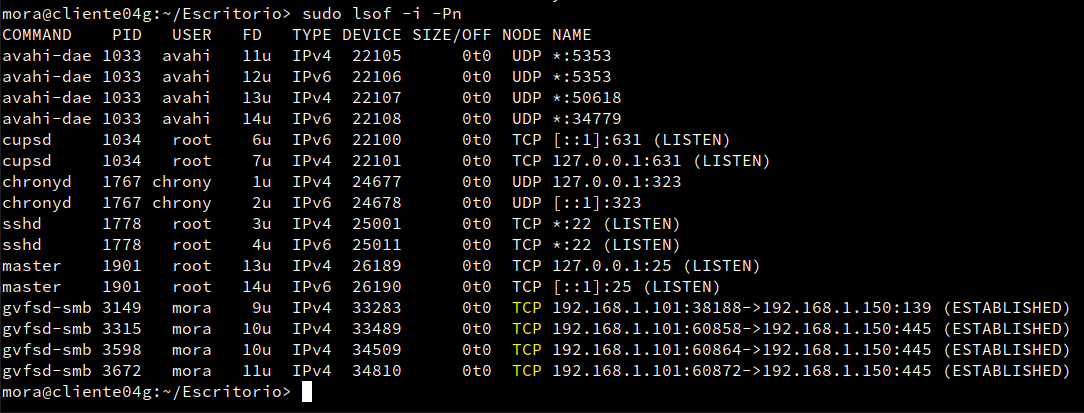 mora@cliente04g:~/Escritorio> sudo lsof -i -Pn
COMMAND    PID   USER   FD   TYPE DEVICE SIZE/OFF NODE NAME
avahi-dae 1033  avahi   11u  IPv4  22105      0t0  UDP *:5353
avahi-dae 1033  avahi   12u  IPv6  22106      0t0  UDP *:5353
avahi-dae 1033  avahi   13u  IPv4  22107      0t0  UDP *:50618
avahi-dae 1033  avahi   14u  IPv6  22108      0t0  UDP *:34779
cupsd     1034   root    6u  IPv6  22100      0t0  TCP [::1]:631 (LISTEN)
cupsd     1034   root    7u  IPv4  22101      0t0  TCP 127.0.0.1:631 (LISTEN)
chronyd   1767 chrony    1u  IPv4  24677      0t0  UDP 127.0.0.1:323
chronyd   1767 chrony    2u  IPv6  24678      0t0  UDP [::1]:323
sshd      1778   root    3u  IPv4  25001      0t0  TCP *:22 (LISTEN)
sshd      1778   root    4u  IPv6  25011      0t0  TCP *:22 (LISTEN)
master    1901   root   13u  IPv4  26189      0t0  TCP 127.0.0.1:25 (LISTEN)
master    1901   root   14u  IPv6  26190      0t0  TCP [::1]:25 (LISTEN)
gvfsd-smb 3149   mora    9u  IPv4  33283      0t0  TCP 192.168.1.101:38188->192.168.1.150:139 (ESTABLISHED)
gvfsd-smb 3315   mora   10u  IPv4  33489      0t0  TCP 192.168.1.101:60858->192.168.1.150:445 (ESTABLISHED)
gvfsd-smb 3598   mora   10u  IPv4  34509      0t0  TCP 192.168.1.101:60864->192.168.1.150:445 (ESTABLISHED)
gvfsd-smb 3672   mora   11u  IPv4  34810      0t0  TCP 192.168.1.101:60872->192.168.1.150:445 (ESTABLISHED)
mora@cliente04g:~/Escritorio>